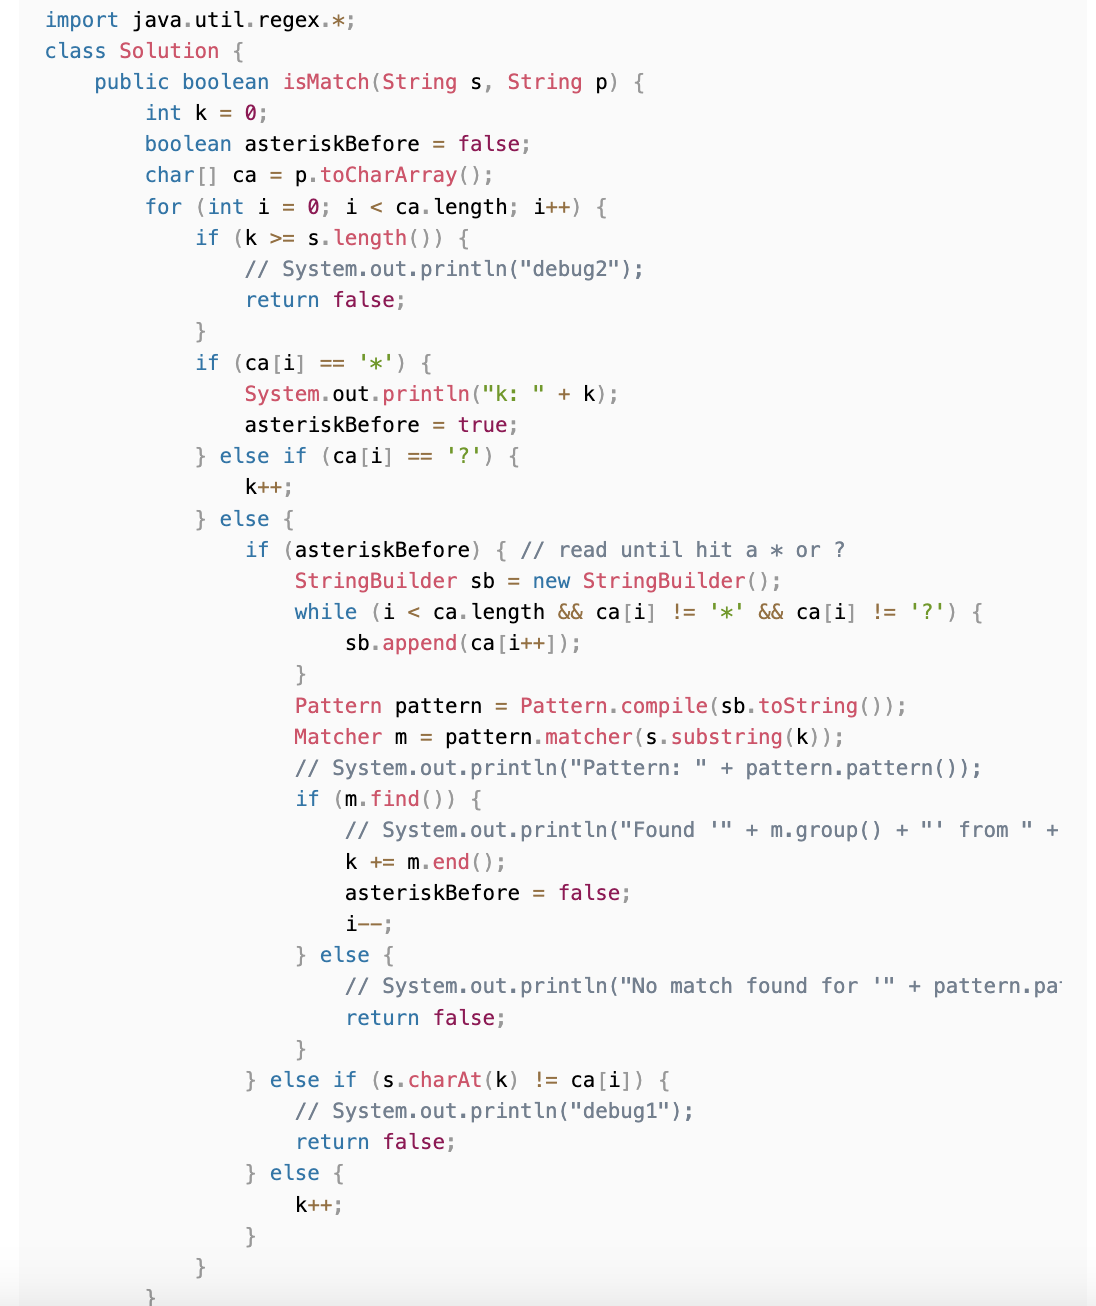 import java.util.regex.*;
class Solution {
    public boolean isMatch(String s, String p) {
        int k = 0;
        boolean asteriskBefore = false;
        char[] ca = p.toCharArray();
        for (int i = 0; i < ca.length; i++) {
            if (k >= s.length()) {
                // System.out.println("debug2");
                return false;
            }
            if (ca[i] == '*') {
                System.out.println("k: " + k);
                asteriskBefore = true;
            } else if (ca[i] == '?') {
                k++;
            } else {
                if (asteriskBefore) { // read until hit a * or ?
                    StringBuilder sb = new StringBuilder();
                    while (i < ca.length && ca[i] != '*' && ca[i] != '?') {
                        sb.append(ca[i++]);
                    }
                    Pattern pattern = Pattern.compile(sb.toString());
                    Matcher m = pattern.matcher(s.substring(k));
                    // System.out.println("Pattern: " + pattern.pattern());
                    if (m.find()) {
                        // System.out.println("Found '" + m.group() + "' from " +
                        k += m.end();
                        asteriskBefore = false;
                        i--;
                    } else {
                        // System.out.println("No match found for '" + pattern.pa
                        return false;
                    }
                } else if (s.charAt(k) != ca[i]) {
                    // System.out.println("debug1");
                    return false;
                } else {
                    k++;
                }
            }
        }